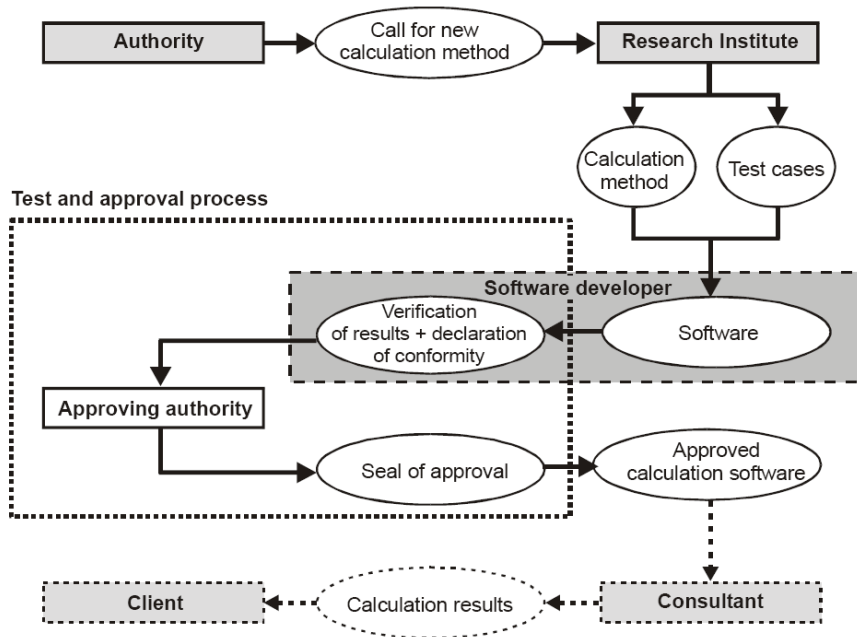 Authority
Call for new
calculation method
Research Institute
Calculation
method
Test cases
Test and approval process
Software developer
Verification
of results + declaration
of conformity
Software
Approving authority
Seal of approval
Approved
calculation software
Client
Calculation results
Consultant